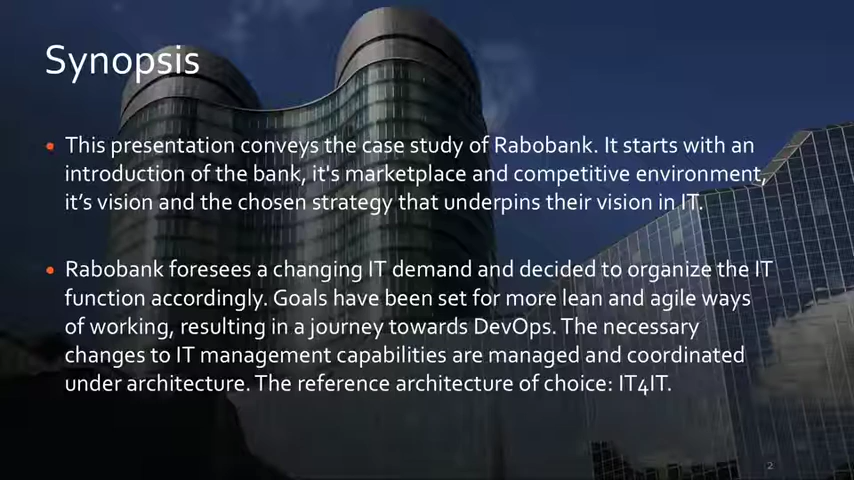 Synopsis
• This presentation conveys the case study of Rabobank. It starts with an
introduction of the bank, it's marketplace and competitive environment,
it’s vision and the chosen strategy that underpins their vision in IT.
• Rabobank foresees a changing IT demand and decided to organize the IT
function accordingly. Goals have been set for more lean and agile ways
of working, resulting in a journey towards DevOps. The necessary
changes to IT management capabilities are managed and coordinated
under architecture. The reference architecture of choice: IT4IT.
2